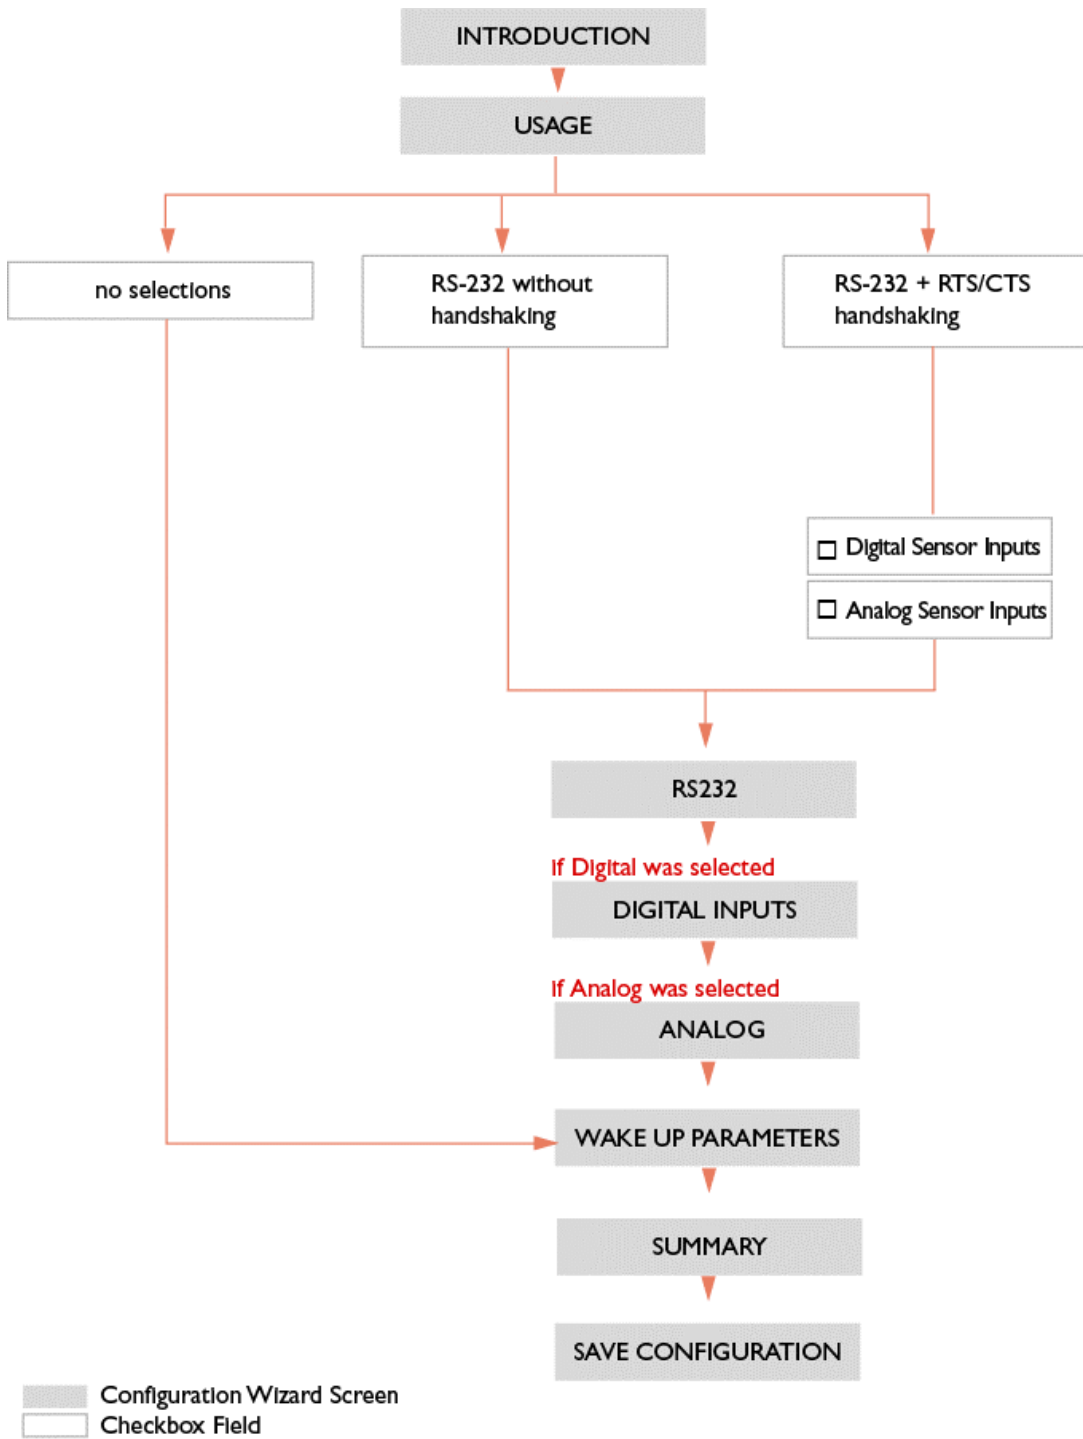 INTRODUCTION
USAGE
no selections
RS-232 without
handshaking
RS-232 + RTS/CTS
handshaking
Digital Sensor Inputs
Analog Sensor Inputs
RS232
if Digital was selected
DIGITAL INPUTS
if Analog was selected
ANALOG
WAKE UP PARAMETERS
SUMMARY
SAVE CONFIGURATION
Configuration Wizard Screen
Checkbox Field